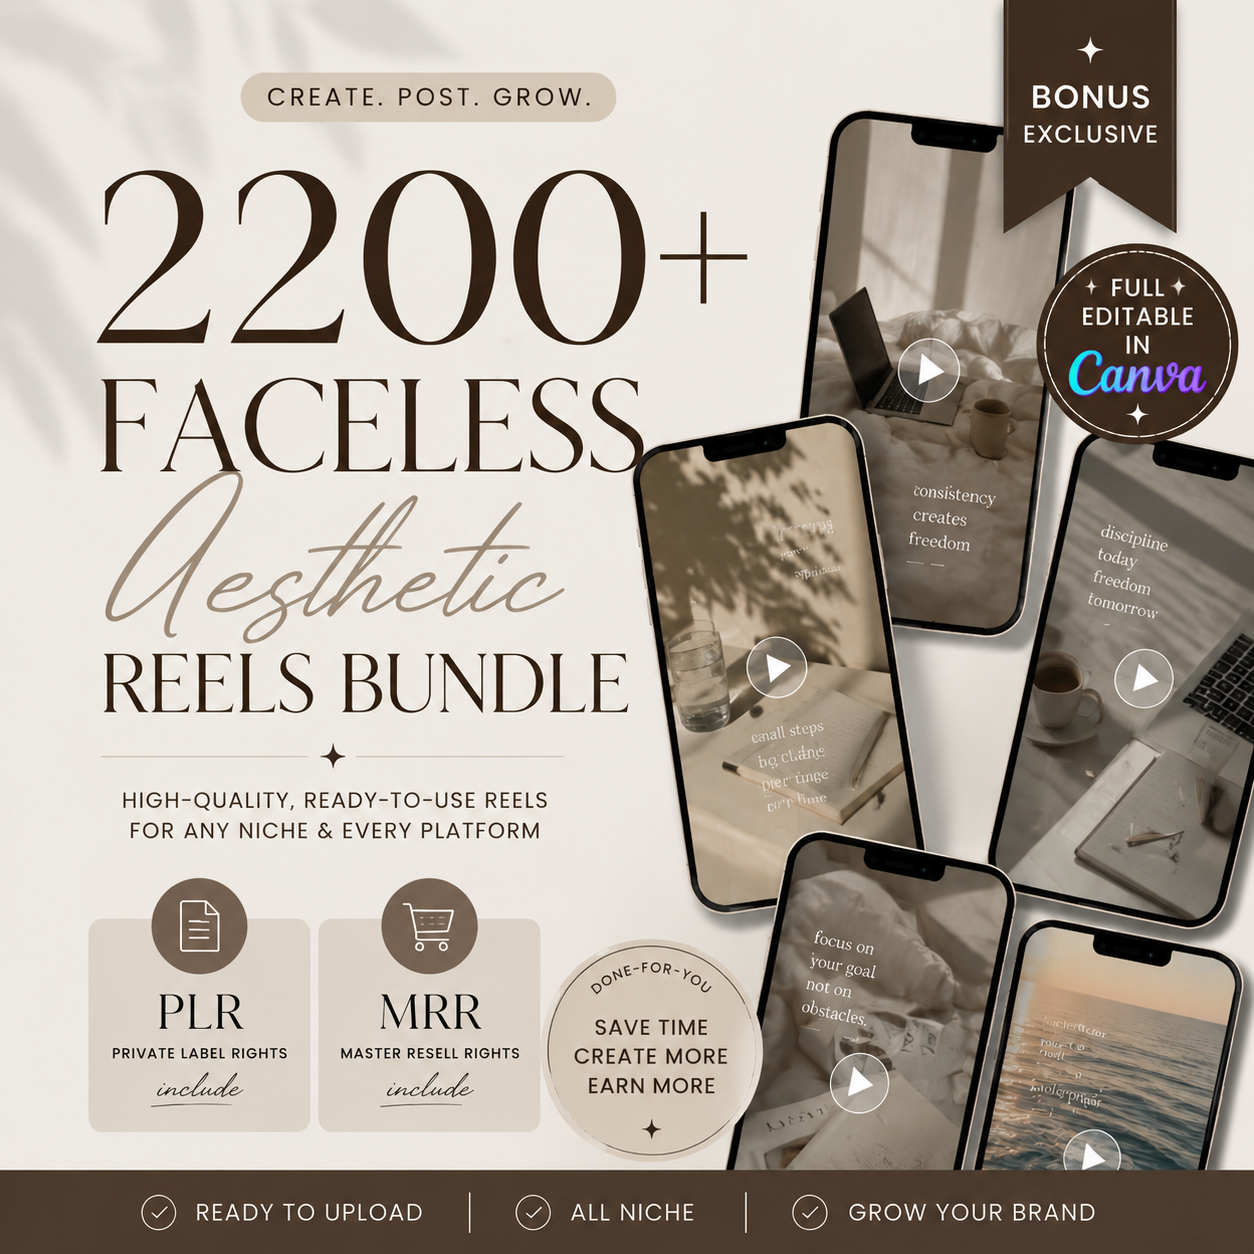 CREATE. POST. GROW.
2200+
FACELESS
Aesthetic
REELS BUNDLE
HIGH-QUALITY, READY-TO-USE REELS
FOR ANY NICHE & EVERY PLATFORM
PLR
PRIVATE LABEL RIGHTS
include
MRR
MASTER RESELL RIGHTS
include
DONE-FOR-YOU
SAVE TIME
CREATE MORE
EARN MORE
BONUS
EXCLUSIVE
FULL
EDITABLE
IN
Canva
consistency
creates
freedom
discipline
today
freedom
tomorrow
steps
focus on
your goal
not on
obstacles.
READY TO UPLOAD
ALL NICHE
GROW YOUR BRAND